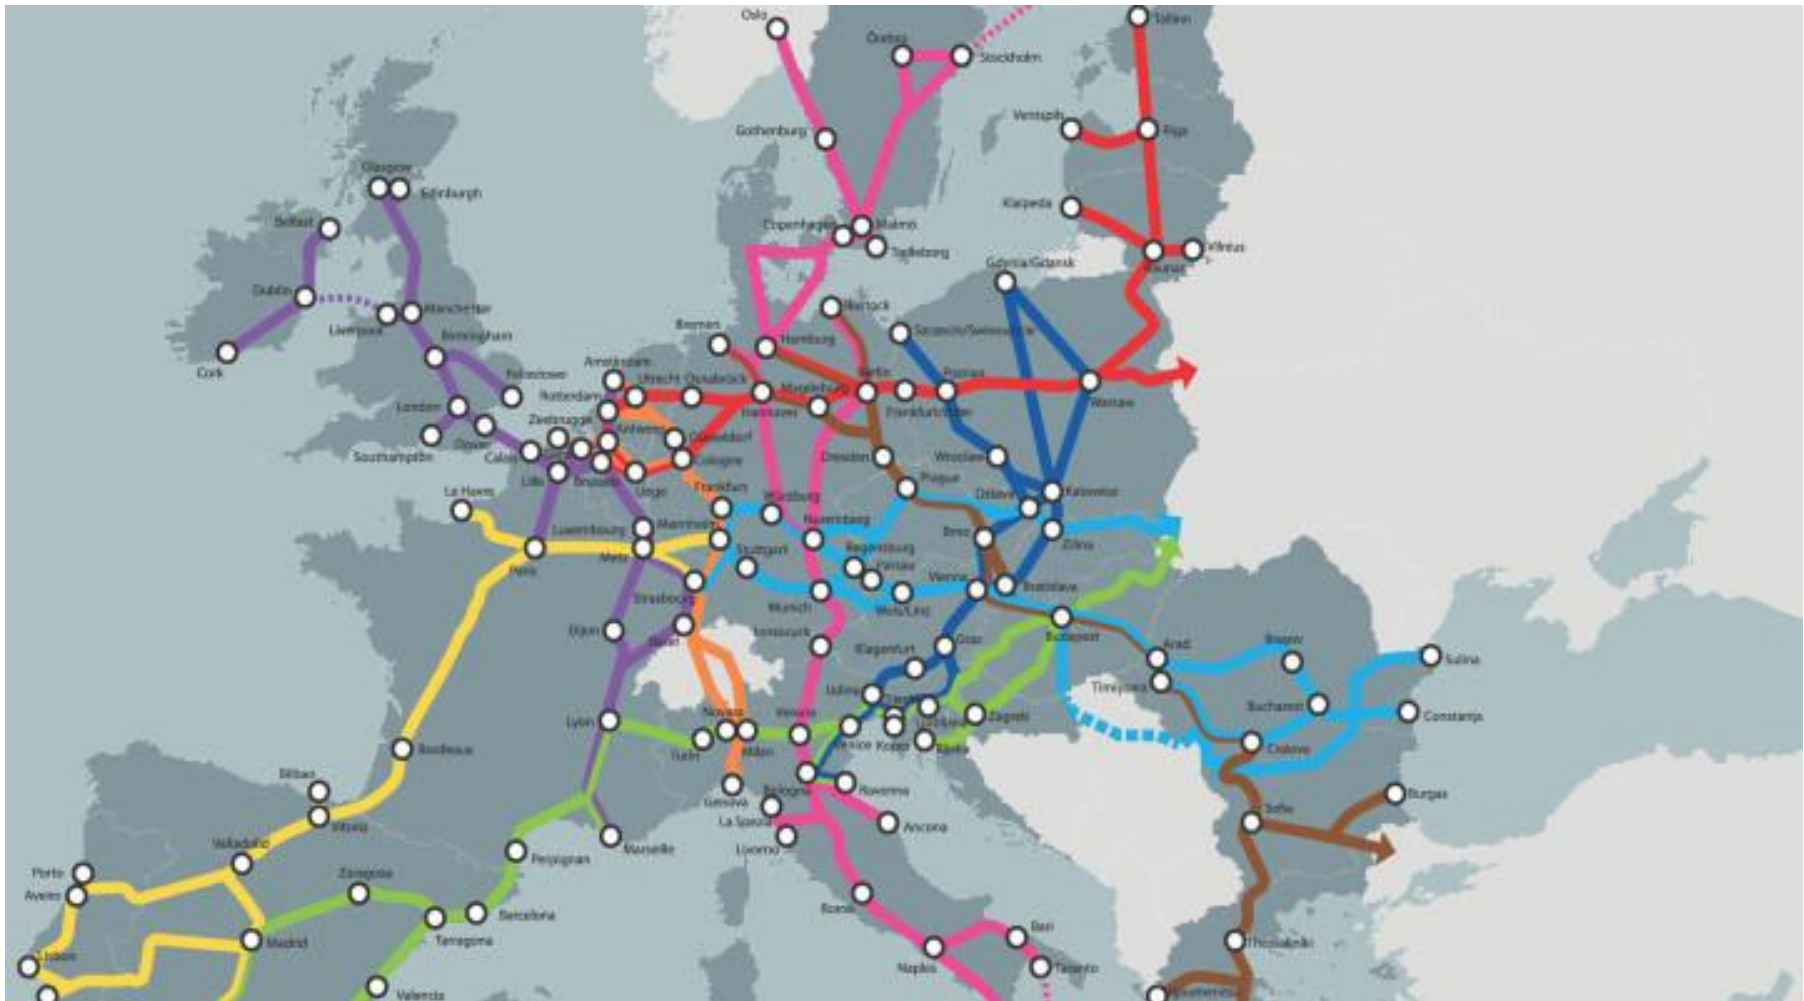 Oslo
Örebro
Stockholm
Tallinn
Gothenburg
Ventspils
Riga
Glasgow
Edinburgh
Klaipeda
Belfast
Copenhagen
Malmö
Trelleborg
Vilnius
Kaunas
Gdynia/Gdansk
Dublin
Manchester
Liverpool
Birmingham
Bremen
Hamburg
Rostock
Szczecin/Swinoujscie
Cork
Felixstowe
Amsterdam
Utrecht
Osnabrück
Magdeburg
Berlin
Poznan
London
Rotterdam
Hannover
Frankfurt/Oder
Warsaw
Zeebrugge
Southampton
Dover
Antwerp
Düsseldorf
Calais
Cologne
Dresden
Wroclaw
Lille
Brussels
Liege
Prague
Le Havre
Frankfurt
Würzburg
Ostrava
Katowice
Luxembourg
Mannheim
Nuremberg
Brno
Zilina
Paris
Metz
Stuttgart
Regensburg
Passau
Vienna
Bratislava
Strasbourg
Munich
Wels/Linz
Dijon
Basel
Innsbruck
Graz
Budapest
Klagenfurt
Arad
Brasov
Sulina
Udine
Timisoara
Lyon
Novara
Verona
Ljubljana
Zagreb
Bucharest
Constanja
Turin
Milan
Venice
Koper
Rijeka
Craiova
Bordeaux
Bilbao
Genova
Bologna
Ravenna
Burgas
Vitoria
La Spezia
Ancona
Sofia
Valladolid
Marseille
Livorno
Porto
Zaragoza
Perpignan
Aveiro
Roma
Barcelona
Tarragona
Bari
Madrid
Thessaloniki
Lisbon
Naples
Taranto
Valencia